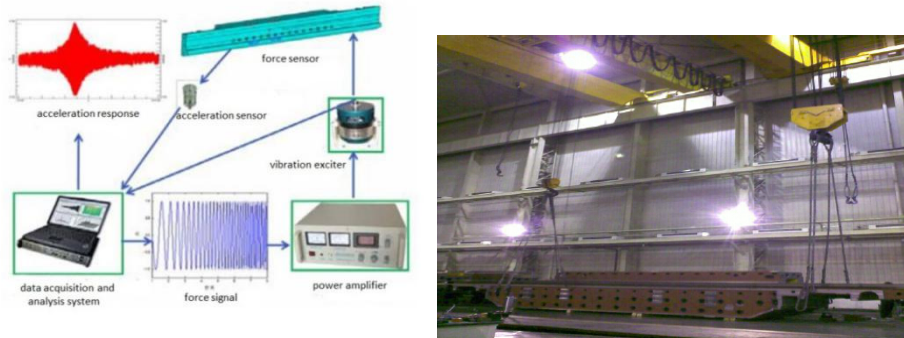 force sensor
acceleration response
acceleration sensor
vibration exciter
data acquisition and
analysis system
force signal
power amplifier